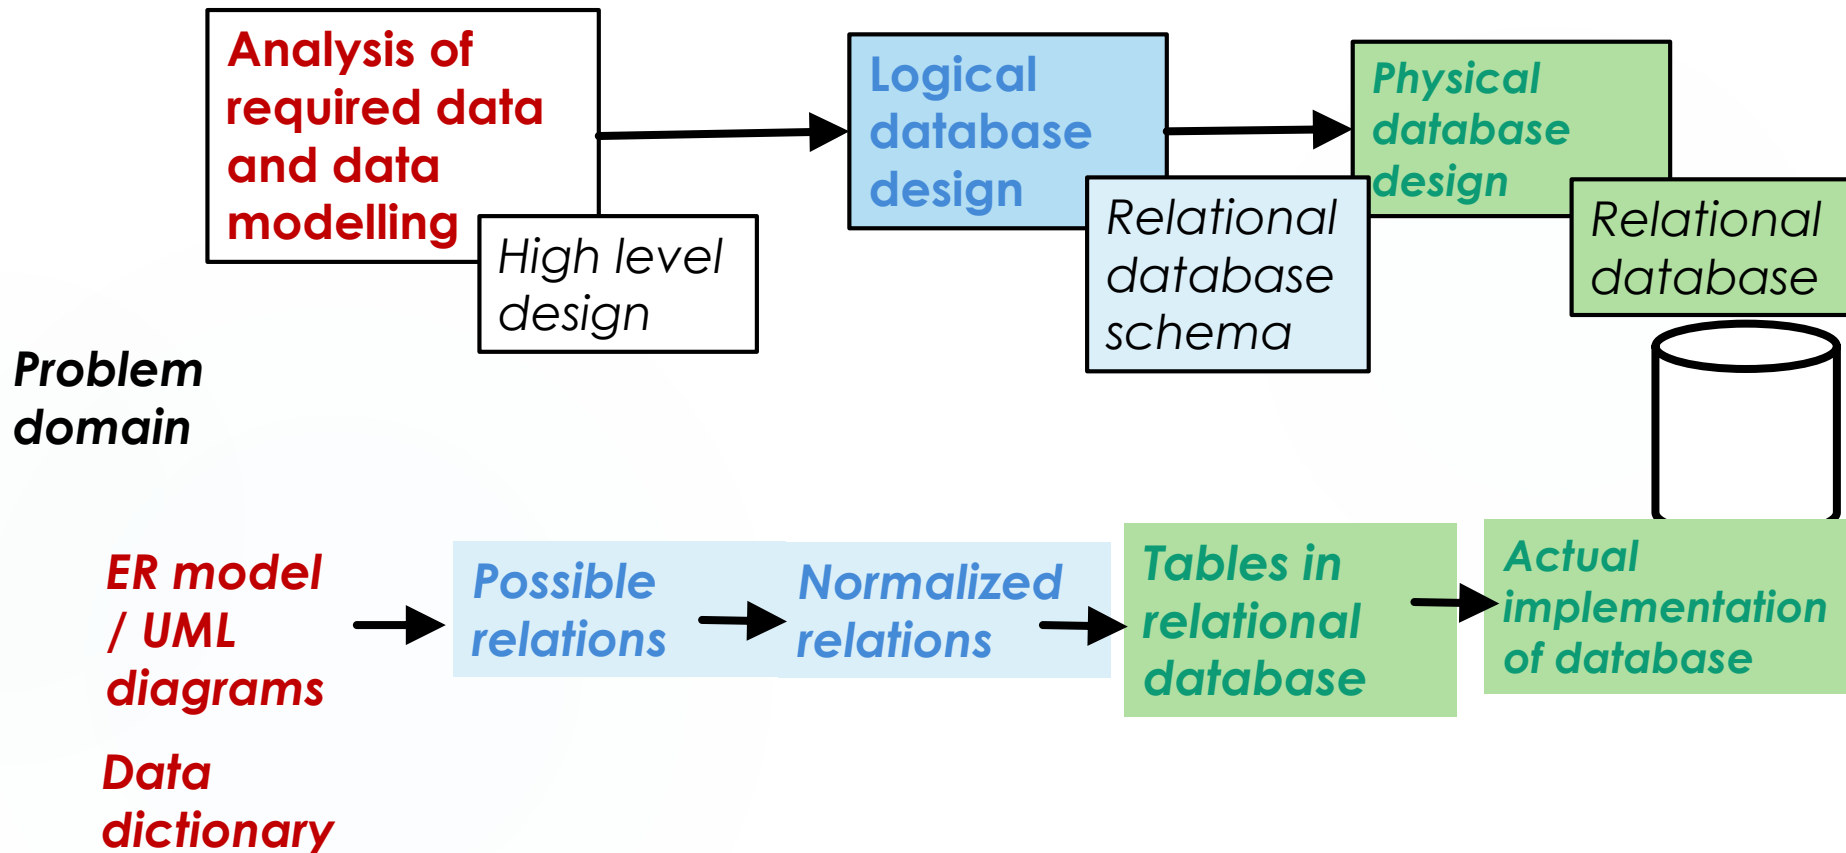 Analysis of
required data
and data
modelling
High level
design
Logical
database
design
Relational
database
schema
Physical
database
design
Relational
database
Problem
domain
ER model
/ UML
diagrams
Data
dictionary
Possible
relations
Normalized
relations
Tables in
relational
database
Actual
implementation
of database